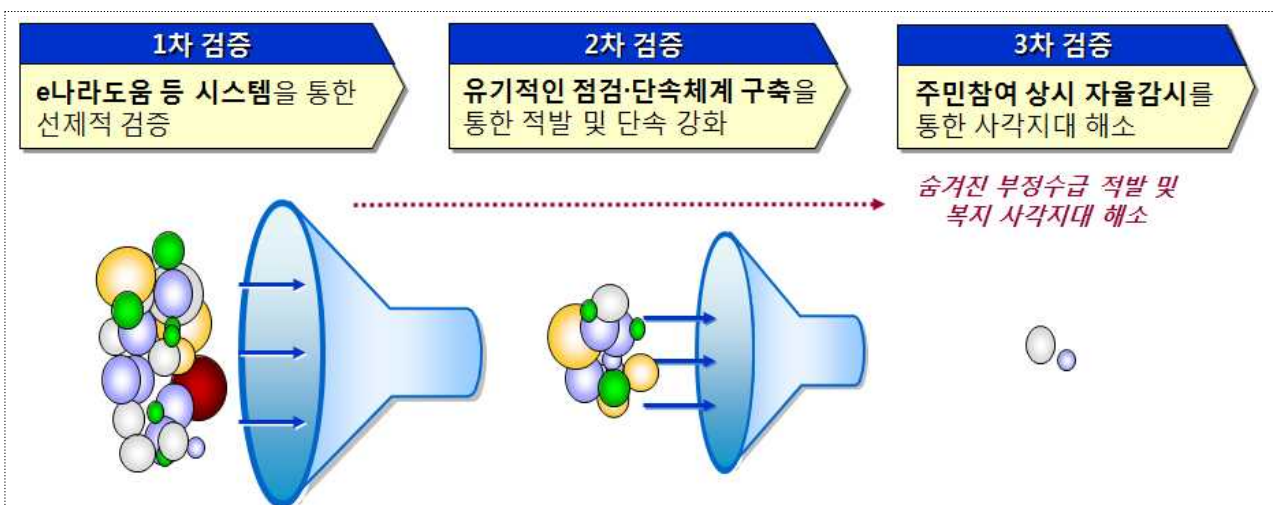 1차 검증
e나라도움 등 시스템을 통한
선제적 검증
2차 검증
유기적인 점검·단속체계 구축을
통한 적발 및 단속 강화
3차 검증
주민참여 상시 자율감시를
통한 사각지대 해소
숨겨진 부정수급 적발 및
복지 사각지대 해소